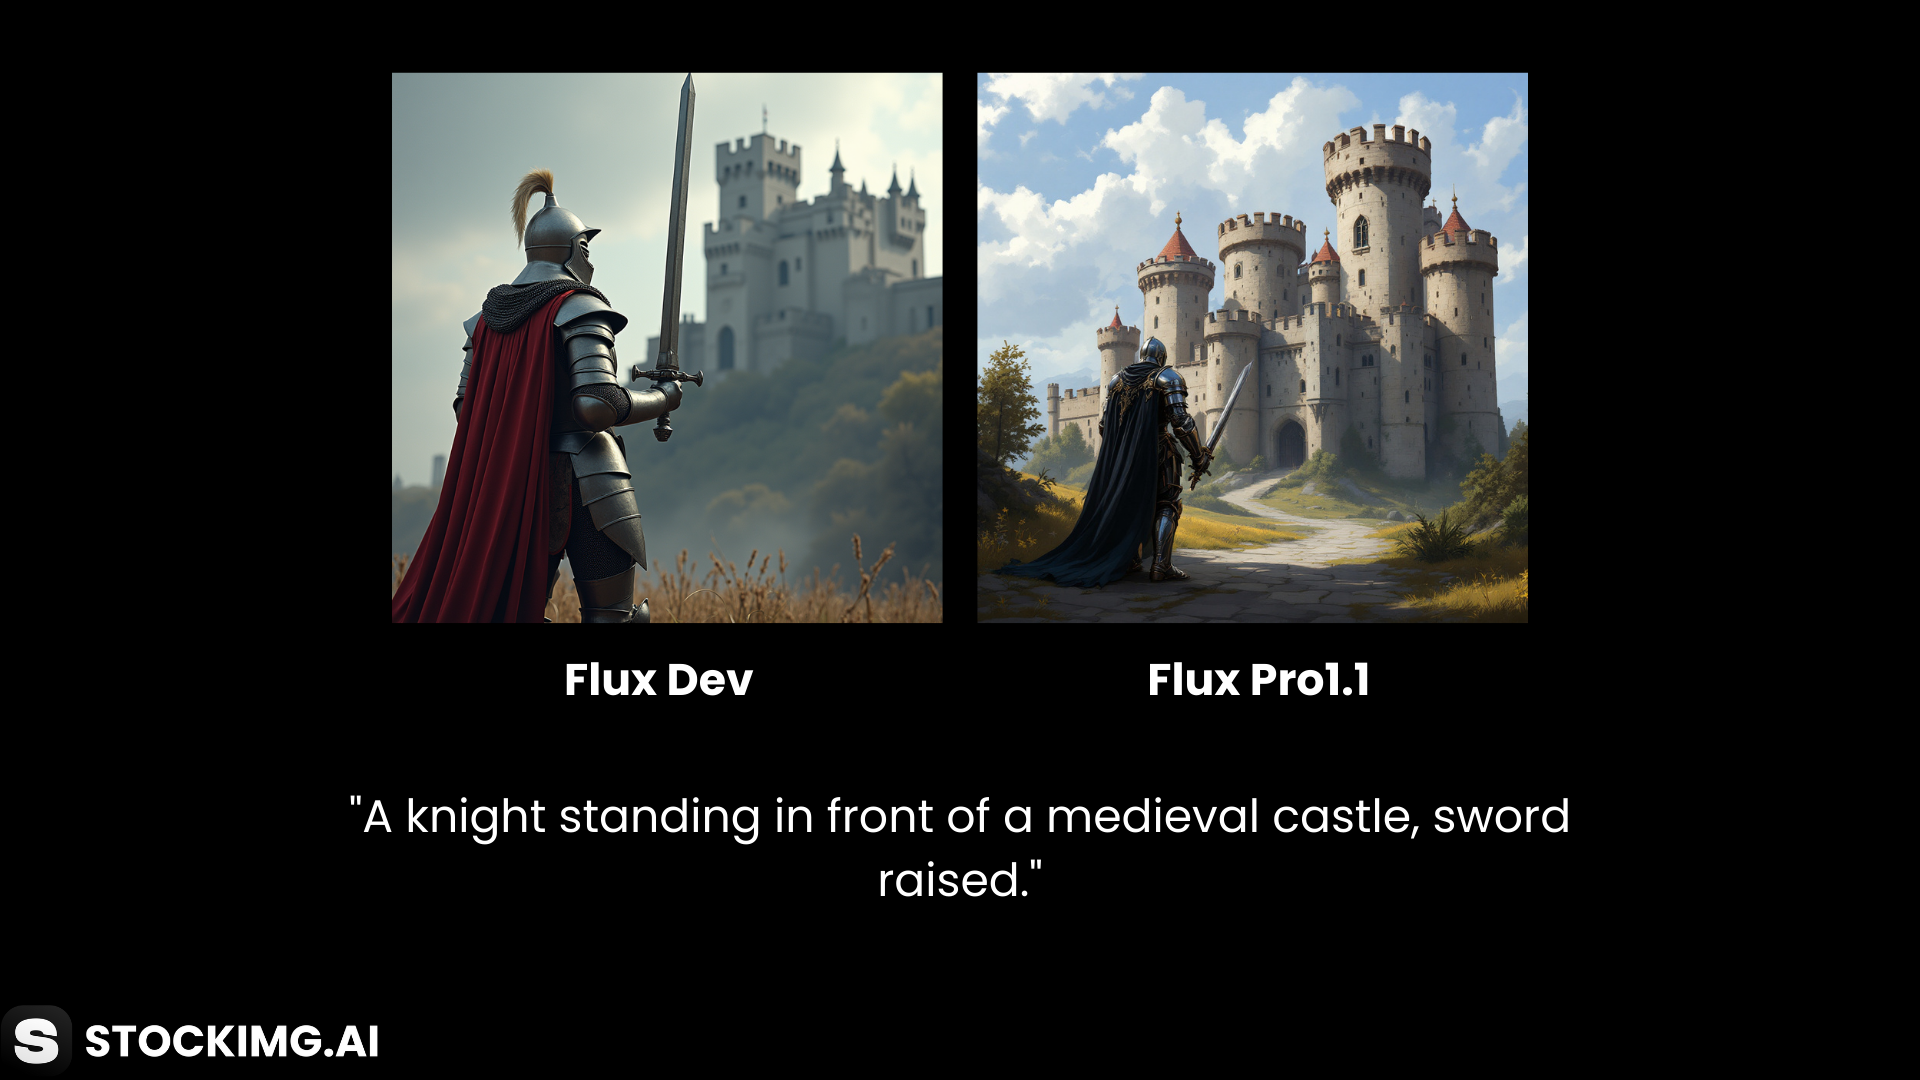 Flux Dev
Flux Pro1.1
"A knight standing in front of a medieval castle, sword
raised."
S STOCKIMG.AI